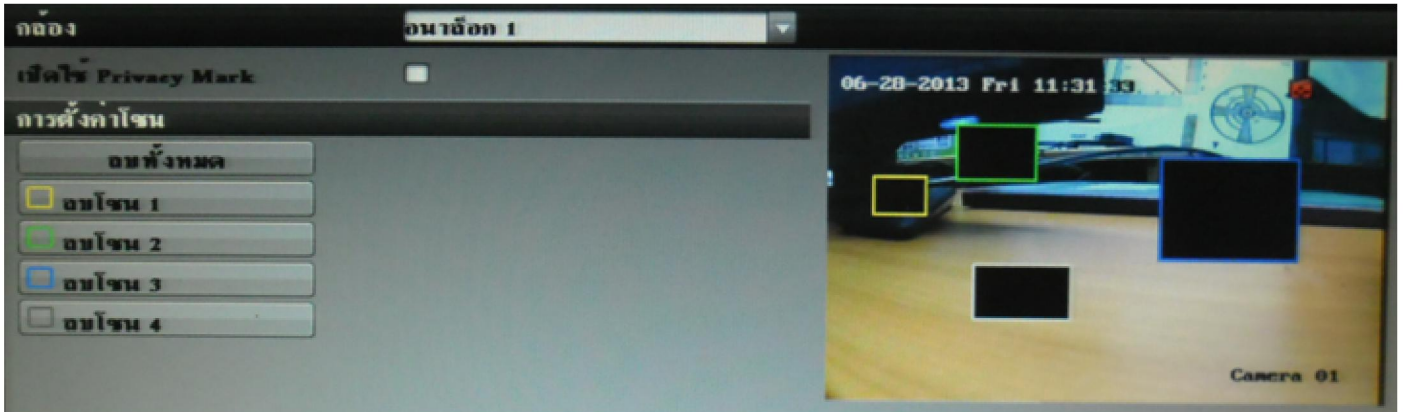 กล้อง อนาล็อก 1
เปิดใช้ Privacy Mark
การตั้งค่าโซน
ลบทั้งหมด
ลบโซน 1
ลบโซน 2
ลบโซน 3
ลบโซน 4
06-28-2013 Fri 11:31:33
Camera 01